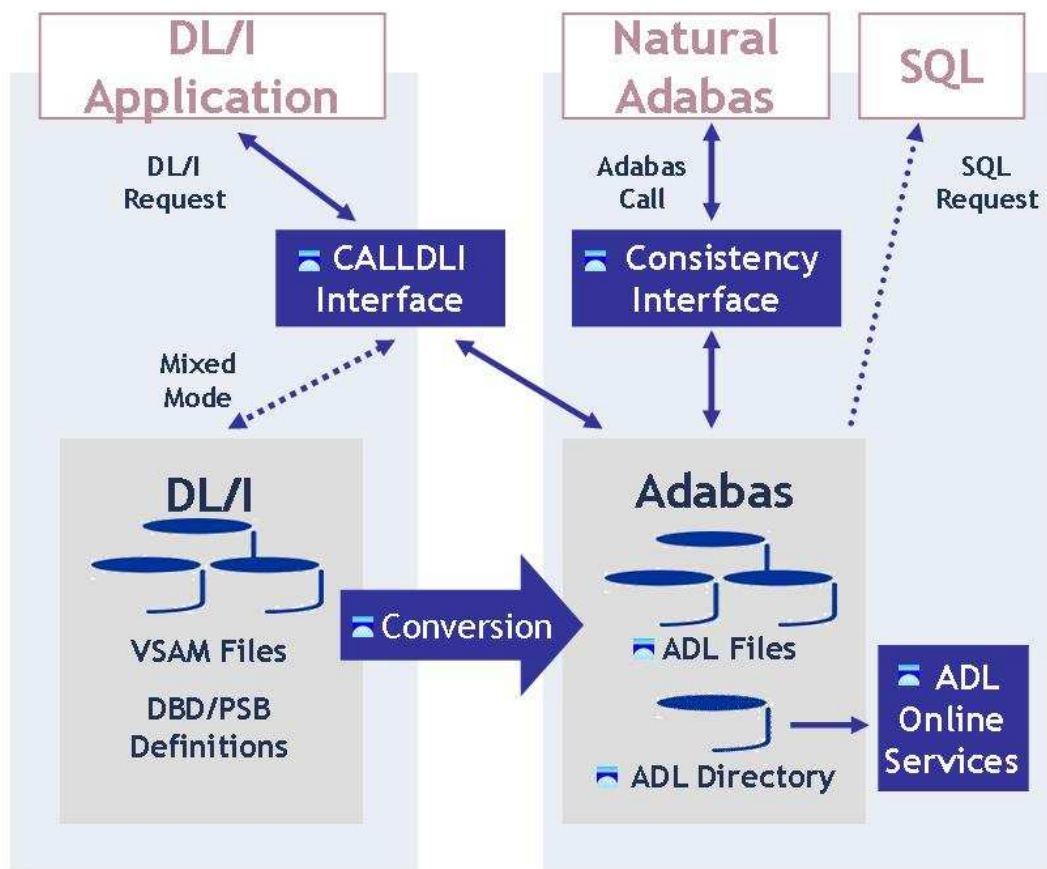 DL/I
Application
Natural
Adabas
SQL
DL/I
Request
Adabas
Call
SQL
Request
CALLDLI
Interface
Consistency
Interface
Mixed
Mode
DL/I
VSAM Files
DBD/PSB
Definitions
Conversion
Adabas
ADL Files
ADL Directory
ADL
Online
Services